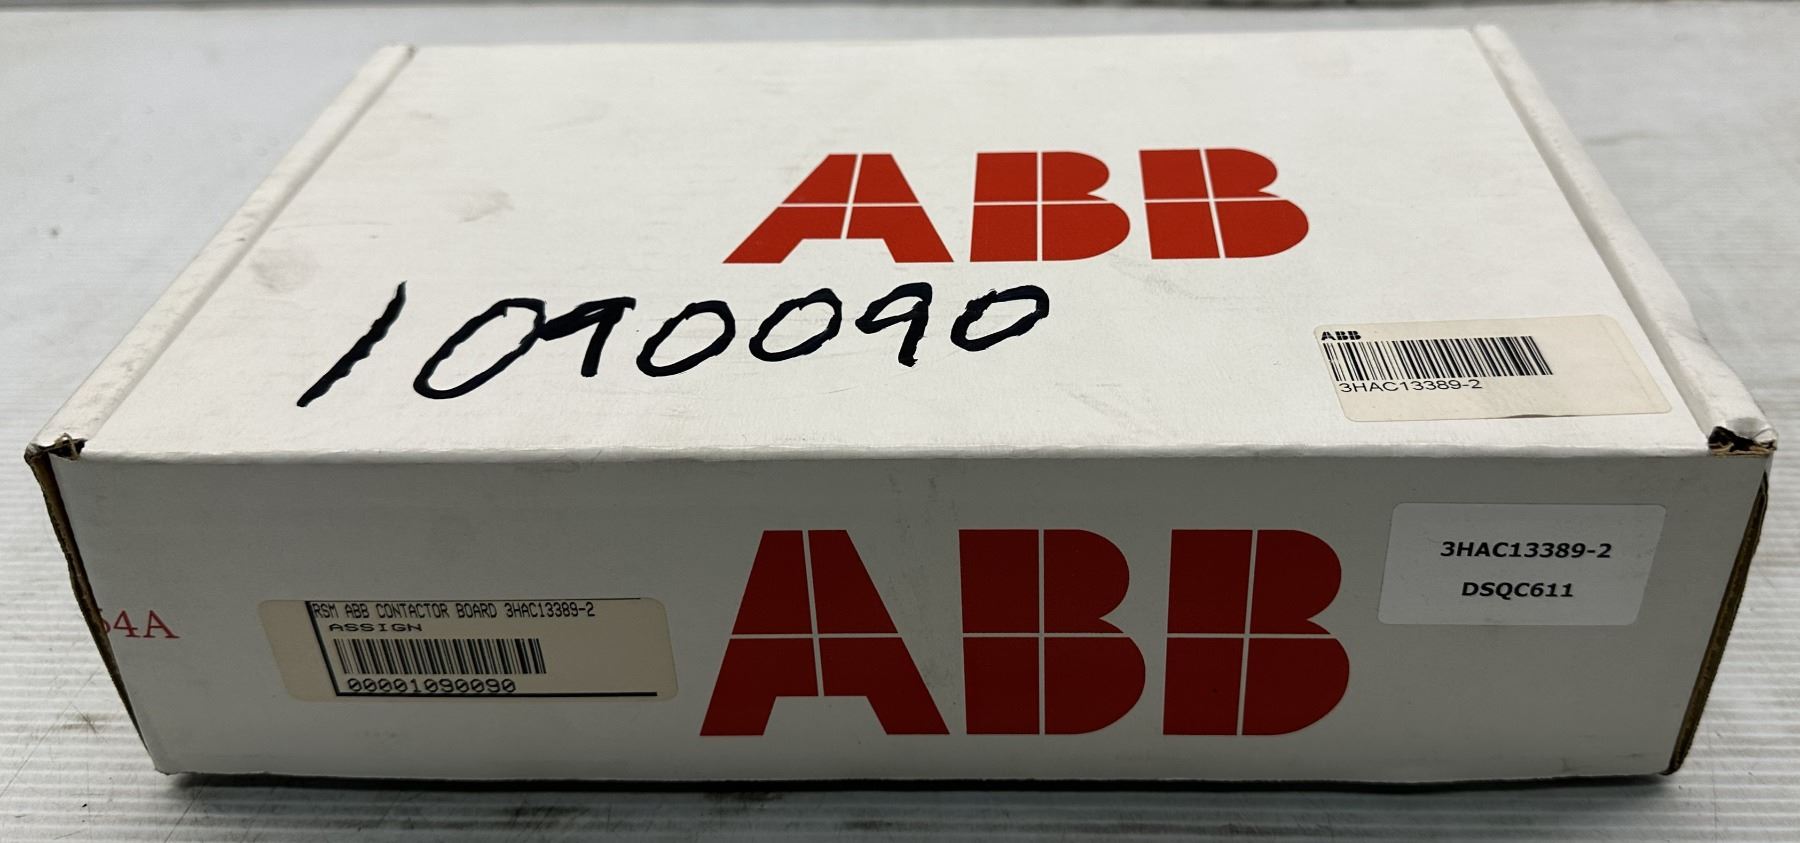 ABB
1090090
ABB
3HAC13389-2
3HAC13389-2
DSQC611
RSM ABB CONTACTOR BOARD 3HAC13389-2
ASSIGN
00001090090
54A
ABB